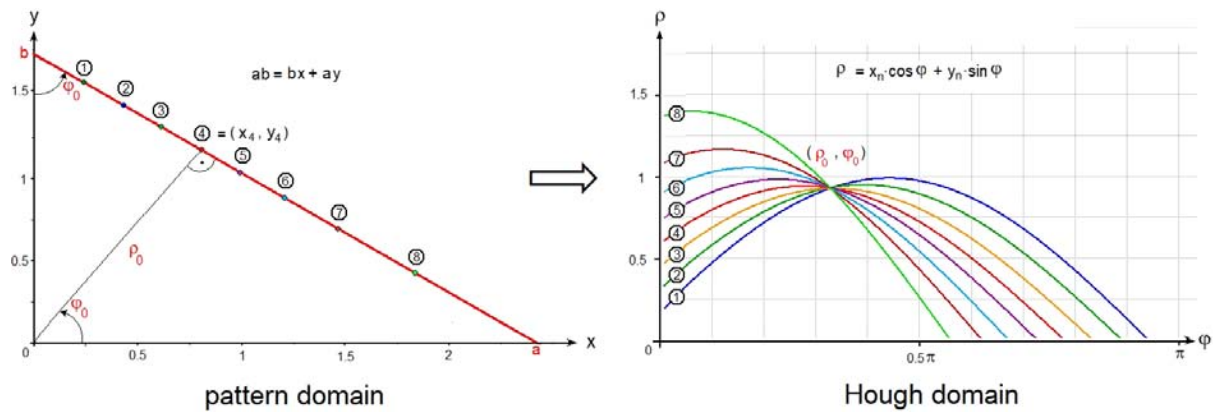 y
b
1.5
1
0.5
0
0.5
1
1.5
2
a
x
φ0
①
②
③
④ = (x4 , y4)
⑤
⑥
⑦
⑧
ab = bx + ay
ρ0
φ0
pattern domain
ρ
1.5
1
0.5
0
0.5π
π
φ
ρ = xn·cosφ + yn·sinφ
(ρ0 , φ0)
⑧
⑦
⑥
⑤
④
③
②
①
Hough domain